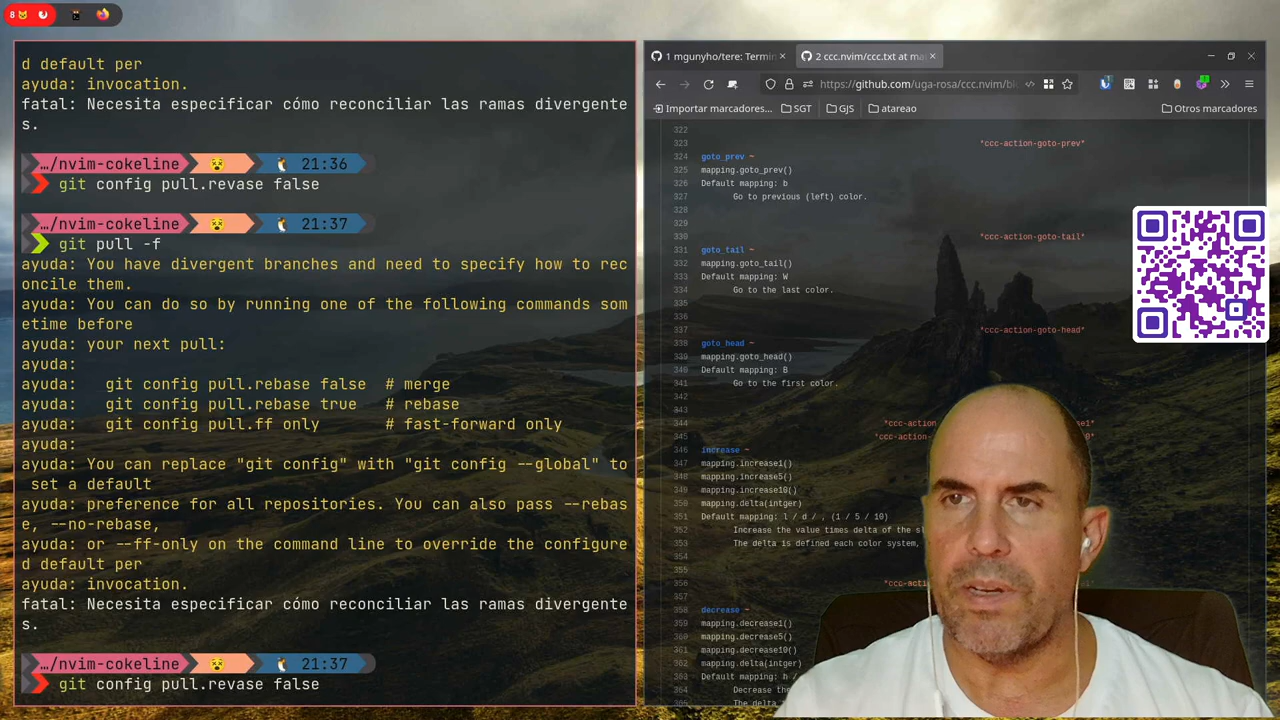 8
d default per
ayuda: invocation.
fatal: Necesita especificar cómo reconciliar las ramas divergente
s.
…/nvim-cokeline 21:36
git config pull.revase false
…/nvim-cokeline 21:37
git pull -f
ayuda: You have divergent branches and need to specify how to rec
oncile them.
ayuda: You can do so by running one of the following commands som
etime before
ayuda: your next pull:
ayuda:
ayuda:   git config pull.rebase false  # merge
ayuda:   git config pull.rebase true   # rebase
ayuda:   git config pull.ff only       # fast-forward only
ayuda:
ayuda: You can replace "git config" with "git config --global" to
 set a default
ayuda: preference for all repositories. You can also pass --rebas
e, --no-rebase,
ayuda: or --ff-only on the command line to override the configure
d default per
ayuda: invocation.
fatal: Necesita especificar cómo reconciliar las ramas divergente
s.
…/nvim-cokeline 21:37
git config pull.revase false
1 mgunyho/tere: Termin
2 ccc.nvim/ccc.txt at ma
https://github.com/uga-rosa/ccc.nvim/bl
Importar marcadores... SGT GJS atareao Otros marcadores
322
323 *ccc-action-goto-prev*
324 goto_prev ~
325 mapping.goto_prev()
326 Default mapping: b
327 Go to previous (left) color.
328
329
330 *ccc-action-goto-tail*
331 goto_tail ~
332 mapping.goto_tail()
333 Default mapping: W
334 Go to the last color.
335
336
337 *ccc-action-goto-head*
338 goto_head ~
339 mapping.goto_head()
340 Default mapping: B
341 Go to the first color.
342
343
344 *ccc-action
345 *ccc-action-
346 increase ~
347 mapping.increase1()
348 mapping.increase5()
349 mapping.increase10()
350 mapping.delta(intger)
351 Default mapping: l / d / , (1 / 5 / 10)
352 Increase the value times delta of the sl
353 The delta is defined each color system,
354
355
356 *ccc-acti
357
358 decrease ~
359 mapping.decrease1()
360 mapping.decrease5()
361 mapping.decrease10()
362 mapping.delta(intger)
363 Default mapping: h /
364 Decrease the
365 The delta